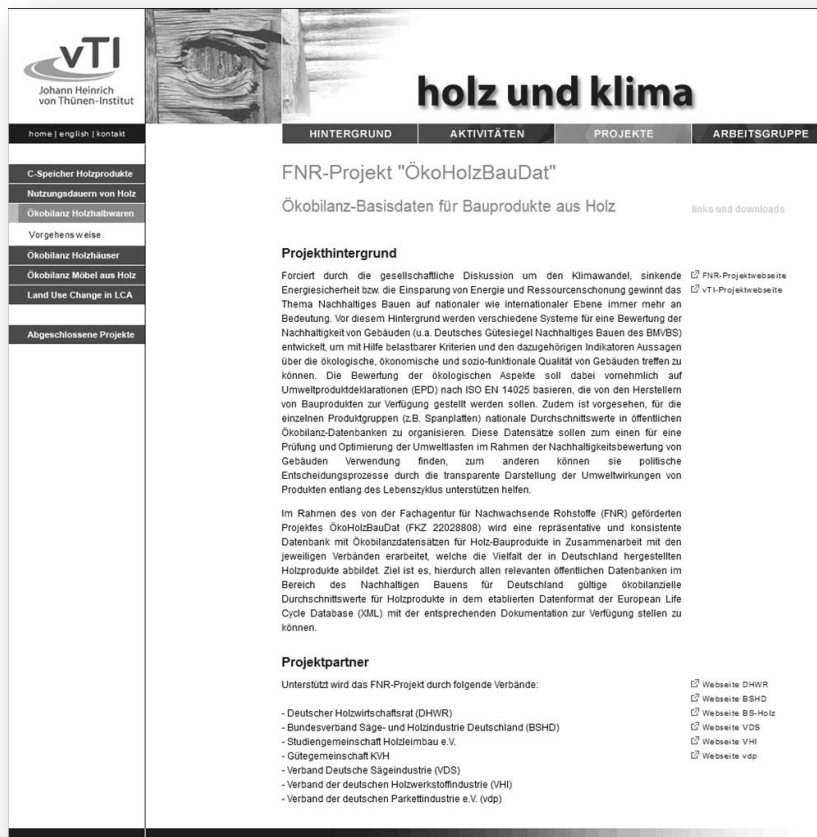 vTI
Johann Heinrich
von Thünen-Institut
holz und klima
home | english | kontakt
HINTERGRUND
AKTIVITÄTEN
PROJEKTE
ARBEITSGRUPPE
C-Speicher Holzprodukte
Nutzungsdauern von Holz
Ökobilanz Holzhalbwaren
Vorgehensweise
Ökobilanz Holzhäuser
Ökobilanz Möbel aus Holz
Land Use Change in LCA
Abgeschlossene Projekte
FNR-Projekt "ÖkoHolzBauDat"
Ökobilanz-Basisdaten für Bauprodukte aus Holz
links und downloads
Projekthintergrund
Forciert durch die gesellschaftliche Diskussion um den Klimawandel, sinkende
Energiesicherheit bzw. die Einsparung von Energie und Ressourcenschonung gewinnt das
Thema Nachhaltiges Bauen auf nationaler wie internationaler Ebene immer mehr an
Bedeutung. Vor diesem Hintergrund werden verschiedene Systeme für eine Bewertung der
Nachhaltigkeit von Gebäuden (u.a. Deutsches Gütesiegel Nachhaltiges Bauen des BMVBS)
entwickelt, um mit Hilfe belastbarer Kriterien und den dazugehörigen Indikatoren Aussagen
über die ökologische, ökonomische und sozio-funktionale Qualität von Gebäuden treffen zu
können. Die Bewertung der ökologischen Aspekte soll dabei vornehmlich auf
Umweltproduktdeklarationen (EPD) nach ISO EN 14025 basieren, die von den Herstellern
von Bauprodukten zur Verfügung gestellt werden sollen. Zudem ist vorgesehen, für die
einzelnen Produktgruppen (z.B. Spanplatten) nationale Durchschnittswerte in öffentlichen
Ökobilanz-Datenbanken zu organisieren. Diese Datensätze sollen zum einen für eine
Prüfung und Optimierung der Umweltlasten im Rahmen der Nachhaltigkeitsbewertung von
Gebäuden Verwendung finden, zum anderen können sie politische
Entscheidungsprozesse durch die transparente Darstellung der Umweltwirkungen von
Produkten entlang des Lebenszyklus unterstützen helfen.
FNR-Projektwebseite
vTI-Projektwebseite
Im Rahmen des von der Fachagentur für Nachwachsende Rohstoffe (FNR) geförderten
Projektes ÖkoHolzBauDat (FKZ 22028808) wird eine repräsentative und konsistente
Datenbank mit Ökobilanzdatensätzen für Holz-Bauprodukte in Zusammenarbeit mit den
jeweiligen Verbänden erarbeitet, welche die Vielfalt der in Deutschland hergestellten
Holzprodukte abbildet. Ziel ist es, hierdurch allen relevanten öffentlichen Datenbanken im
Bereich des Nachhaltigen Bauens für Deutschland gültige ökobilanzielle
Durchschnittswerte für Holzprodukte in dem etablierten Datenformat der European Life
Cycle Database (XML) mit der entsprechenden Dokumentation zur Verfügung stellen zu
können.
Projektpartner
Unterstützt wird das FNR-Projekt durch folgende Verbände:
- Deutscher Holzwirtschaftsrat (DHWR)
- Bundesverband Säge- und Holzindustrie Deutschland (BSHD)
- Studiengemeinschaft Holzleimbau e.V.
- Gütegemeinschaft KVH
- Verband Deutsche Sägeindustrie (VDS)
- Verband der deutschen Holzwerkstoffindustrie (VHI)
- Verband der deutschen Parkettindustrie e.V. (vdp)
Webseite DHWR
Webseite BSHD
Webseite BS-Holz
Webseite VDS
Webseite VHI
Webseite vdp